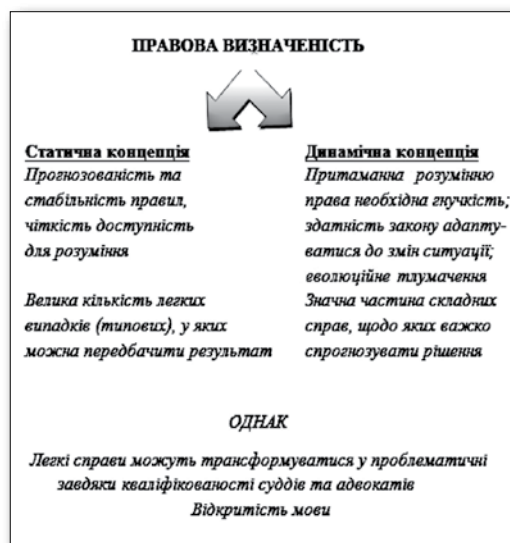 ПРАВОВА ВИЗНАЧЕНІСТЬ
Статична концепція
Прогнозованість та
стабільність правил,
чіткість доступність
для розуміння
Велика кількість легких
випадків (типових), у яких
можна передбачити результат
Динамічна концепція
Притаманна розумінню
права необхідна гнучкість;
здатність закону адапту-
ватися до змін ситуації;
еволюційне тлумачення
Значна частина складних
справ, щодо яких важко
спрогнозувати рішення
ОДНАК
Легкі справи можуть трансформуватися у проблематичні
завдяки кваліфікованості суддів та адвокатів
Відкритість мови